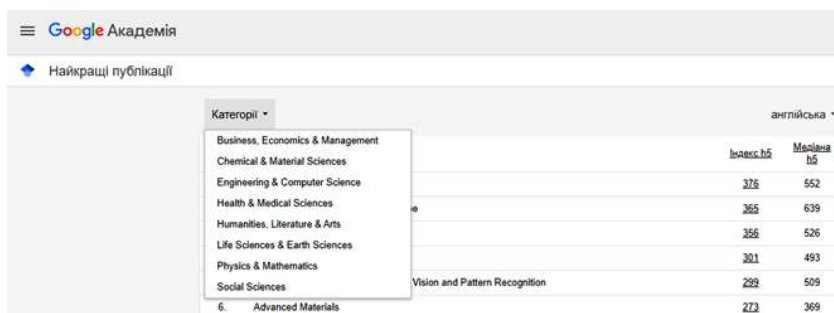 Google Академія
Найкращі публікації
Категорії
англійська
Business, Economics & Management
Chemical & Material Sciences
Engineering & Computer Science
Health & Medical Sciences
Humanities, Literature & Arts
Life Sciences & Earth Sciences
Physics & Mathematics
Social Sciences
Індекс h5
Медіана
h5
376 552
365 639
356 526
301 493
Vision and Pattern Recognition 299 509
6. Advanced Materials 273 369